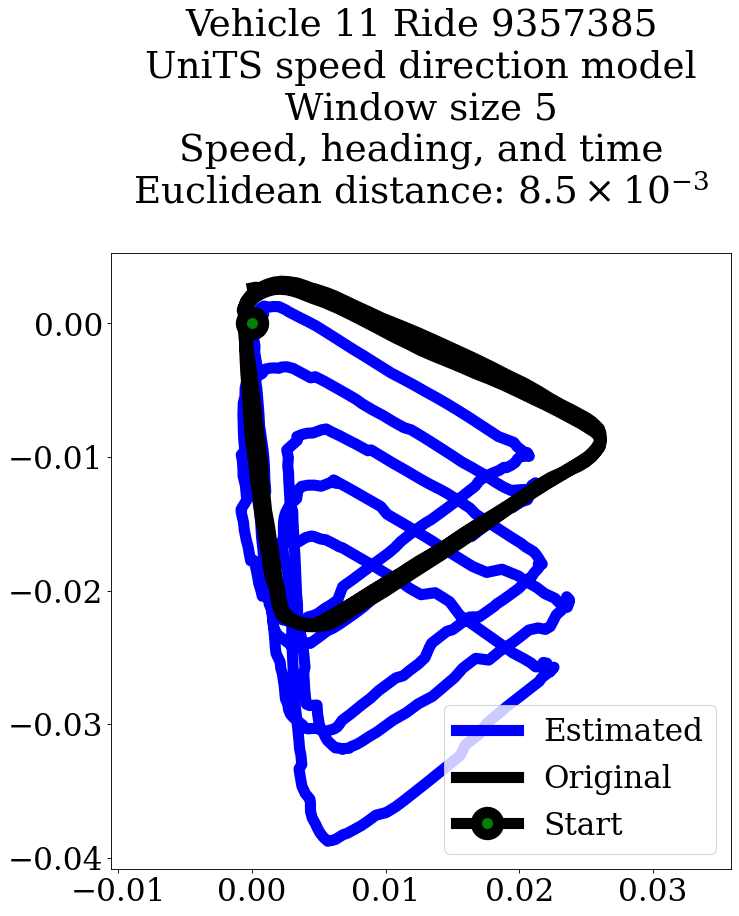 Vehicle 11 Ride 9357385
UniTS speed direction model
Window size 5
Speed, heading, and time
Euclidean distance: 8.5 × 10⁻³
0.00
−0.01
−0.02
−0.03
−0.04
Estimated
Original
Start
−0.01 0.00 0.01 0.02 0.03